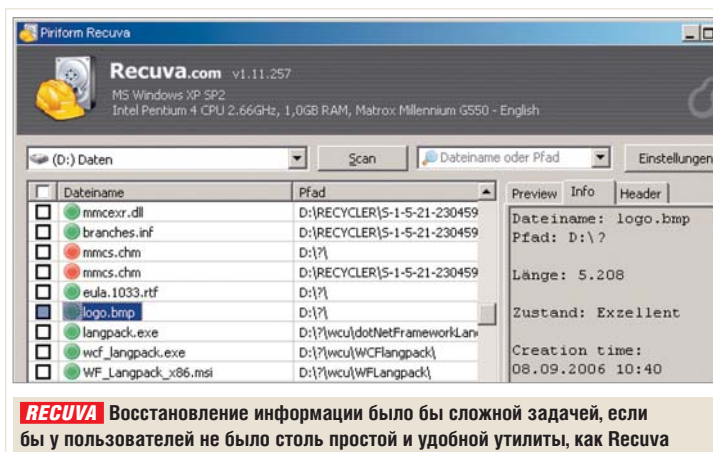 Piriform Recuva
Recuva.com v1.11.257
MS Windows XP SP2
Intel Pentium 4 CPU 2.66GHz, 1,0GB RAM, Matrox Millennium G550 - English
(D:) Daten Scan Dateiname oder Pfad Einstellungen
Dateiname Pfad Preview Info Header
mmcexr.dll D:\RECYCLER\S-1-5-21-230459
branches.inf D:\RECYCLER\S-1-5-21-230459
mmcs.chm D:\?\
mmcs.chm D:\RECYCLER\S-1-5-21-230459
eula.1033.rtf D:\?\
logo.bmp D:\?\
langpack.exe D:\?\wcu\dotNetFrameworkLan
wcf_langpack.exe D:\?\wcu\WCFlangpack\
WF_Langpack_x86.msi D:\?\wcu\WFLangpack\
Dateiname: logo.bmp
Pfad: D:\?
Länge: 5.208
Zustand: Exzellent
Creation time:
08.09.2006 10:40
RECUVA Восстановление информации было бы сложной задачей, если
бы у пользователей не было столь простой и удобной утилиты, как Recuva